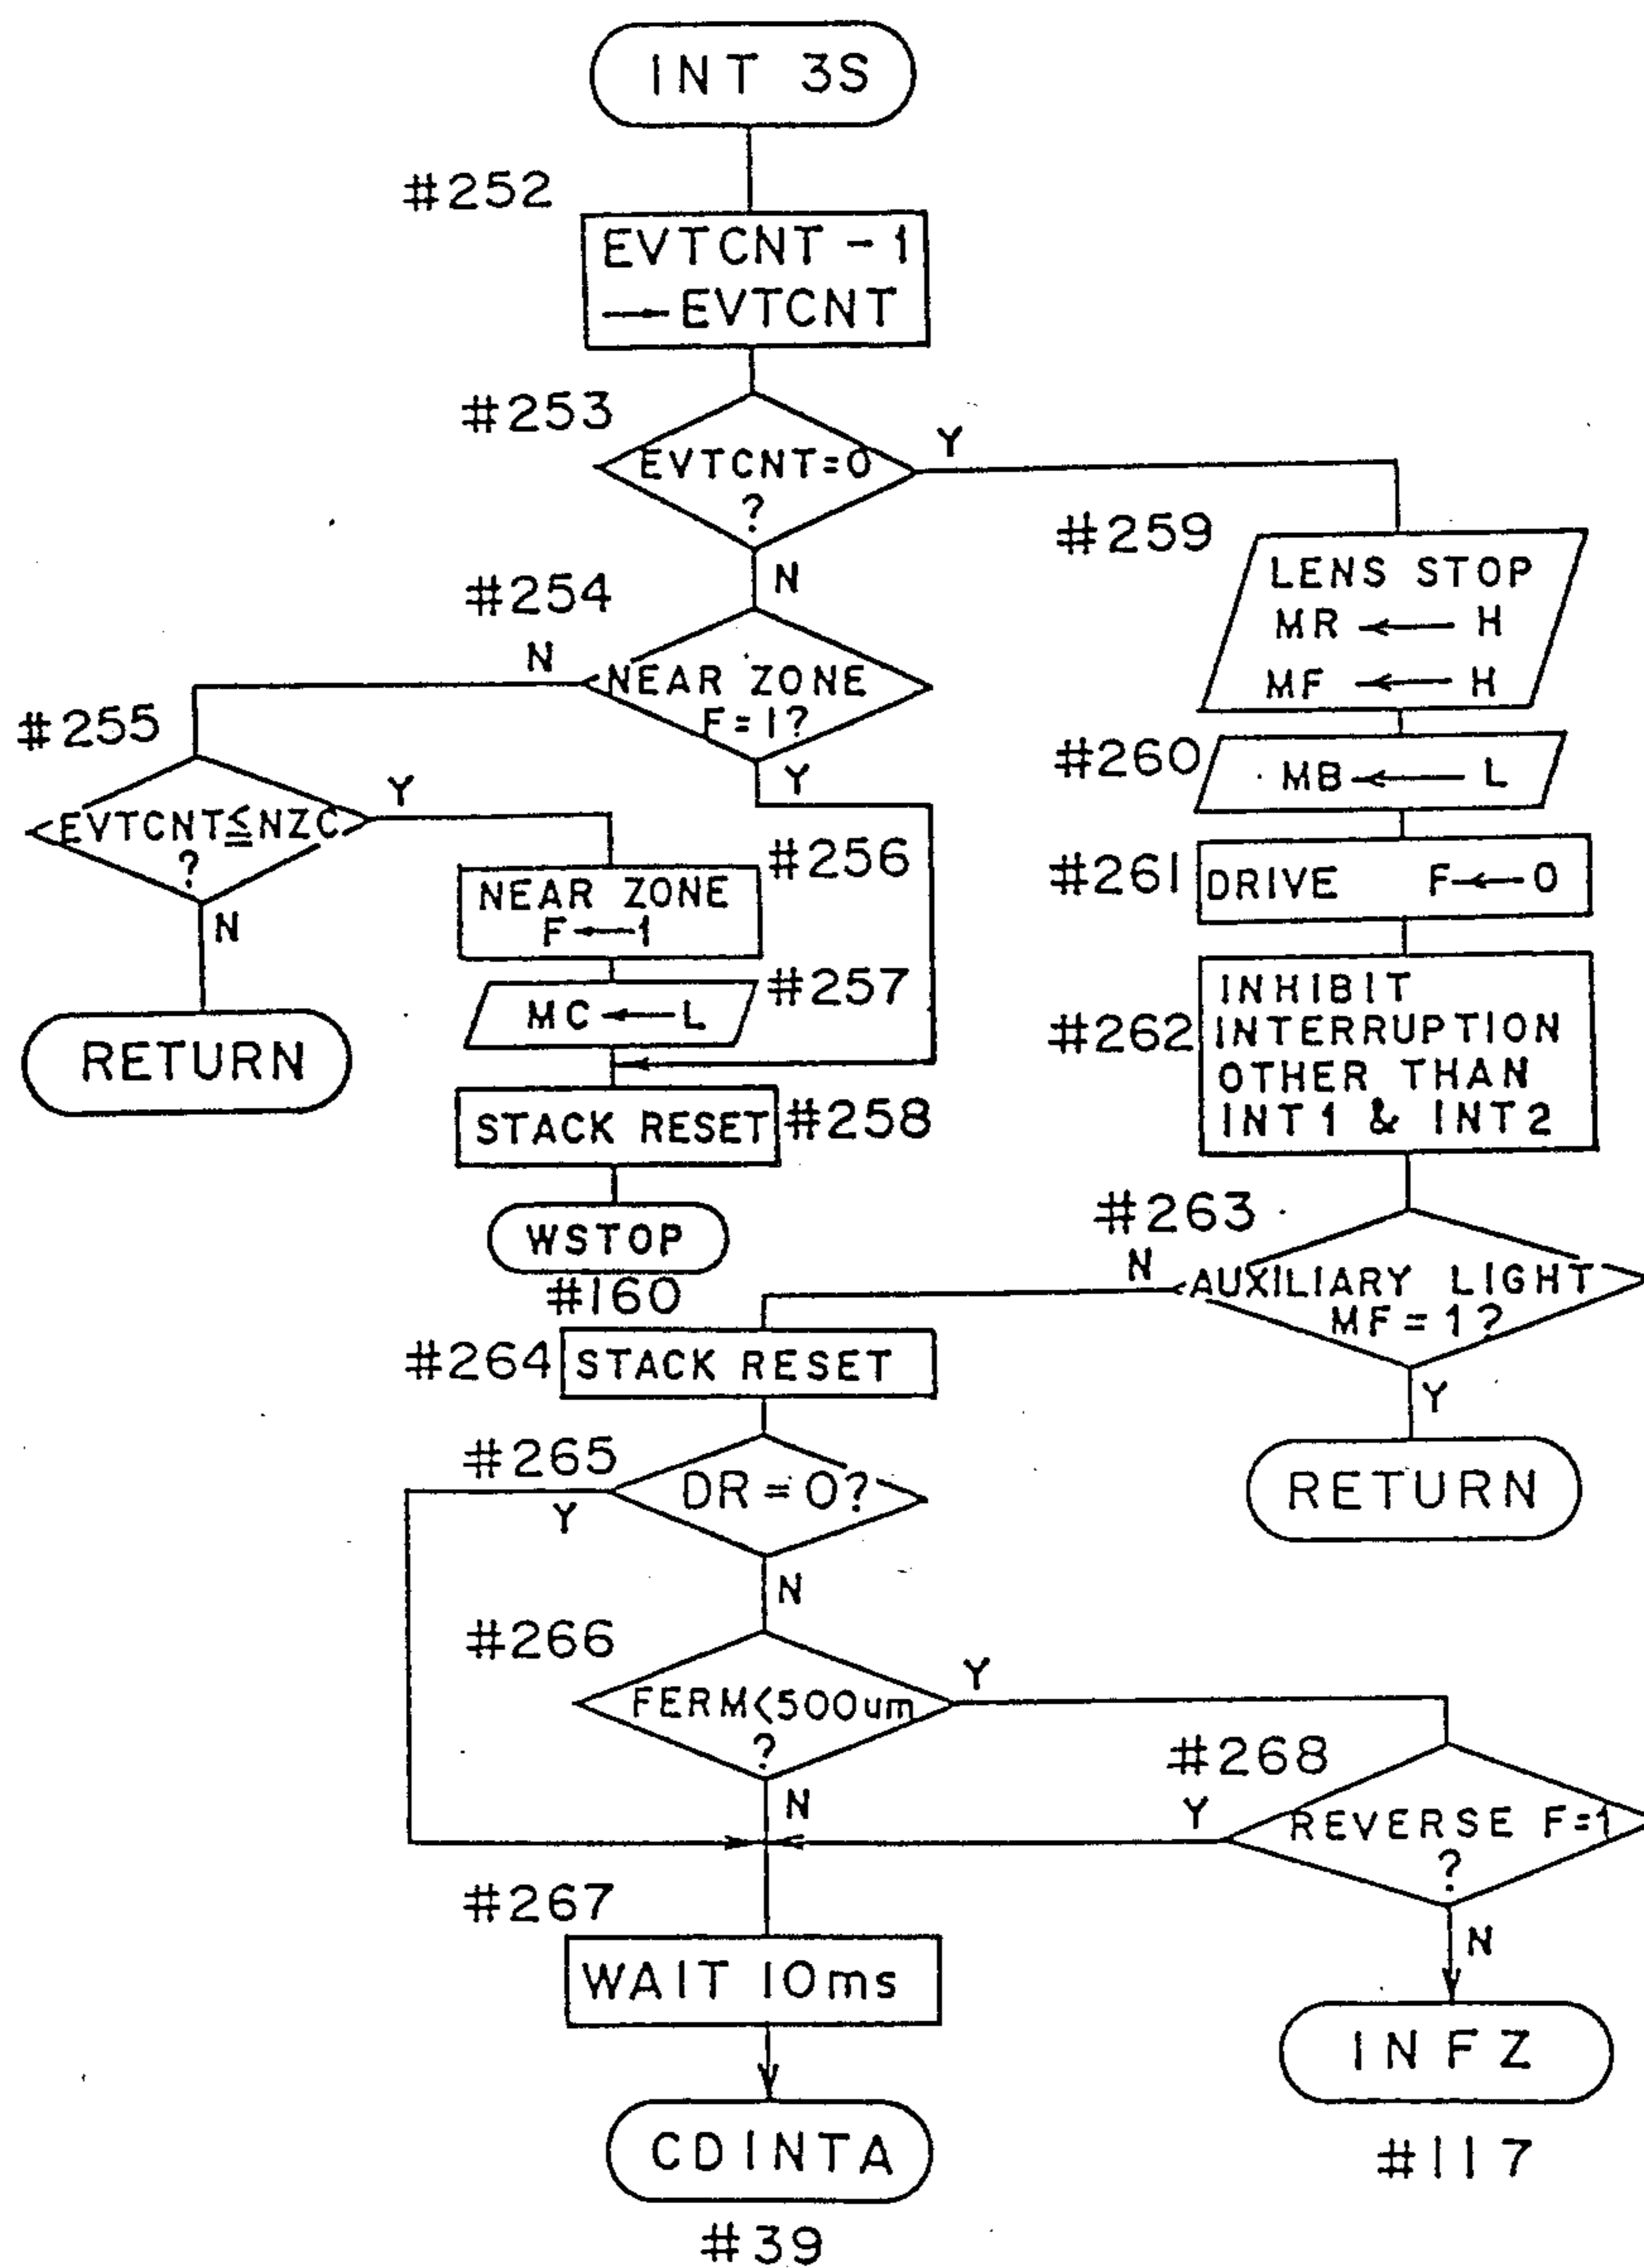 INT 3S
#252
EVTCNT - 1
→ EVTCNT
#253
EVTCNT=0
?
Y
N
#254
NEAR ZONE
F=1?
N
Y
#255
EVTCNT≦NZC
?
Y
N
RETURN
#256
NEAR ZONE
F←1
#257
MC ← L
#258
STACK RESET
WSTOP
#160
#259
LENS STOP
MR ← H
MF ← H
#260
MB ← L
#261
DRIVE F←0
#262
INHIBIT
INTERRUPTION
OTHER THAN
INT1 & INT2
#263
AUXILIARY LIGHT
MF=1?
N
Y
RETURN
#264
STACK RESET
#265
DR=0?
Y
N
#266
FERM<500um
?
Y
N
#268
REVERSE F=1
?
Y
N
#267
WAIT 10ms
CDINTA
#39
INFZ
#117